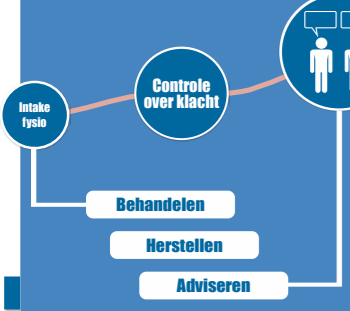 Intake
fysio
Controle
over klacht
Behandelen
Herstellen
Adviseren